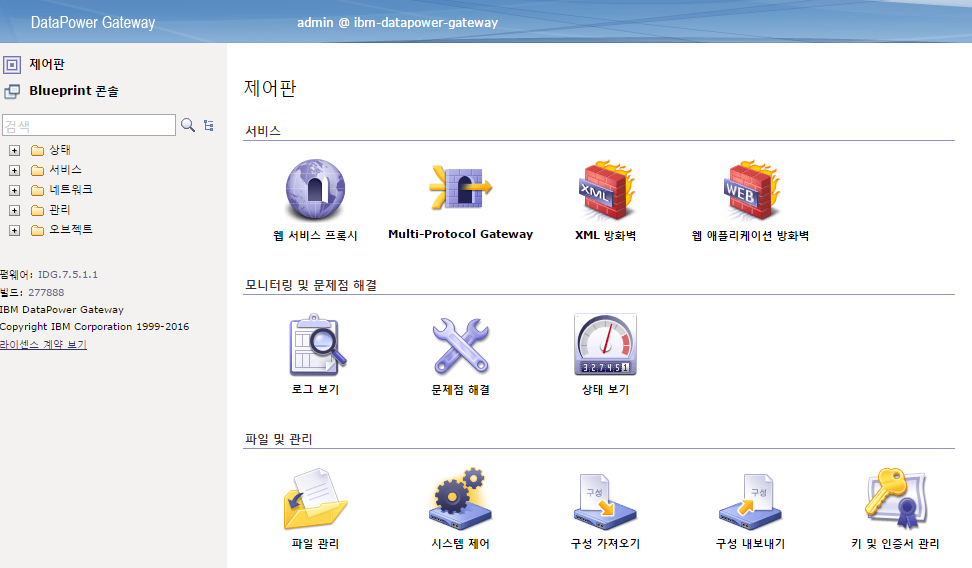 DataPower Gateway
admin @ ibm-datapower-gateway
제어판
Blueprint 콘솔
검색
상태
서비스
네트워크
관리
오브젝트
펌웨어: IDG.7.5.1.1
빌드: 277888
IBM DataPower Gateway
Copyright IBM Corporation 1999-2016
라이센스 계약 보기
제어판
서비스
XML
WEB
웹 서비스 프록시
Multi-Protocol Gateway
XML 방화벽
웹 애플리케이션 방화벽
모니터링 및 문제점 해결
3.2.7.4.5.1
로그 보기
문제점 해결
상태 보기
파일 및 관리
구성
구성
파일 관리
시스템 제어
구성 가져오기
구성 내보내기
키 및 인증서 관리